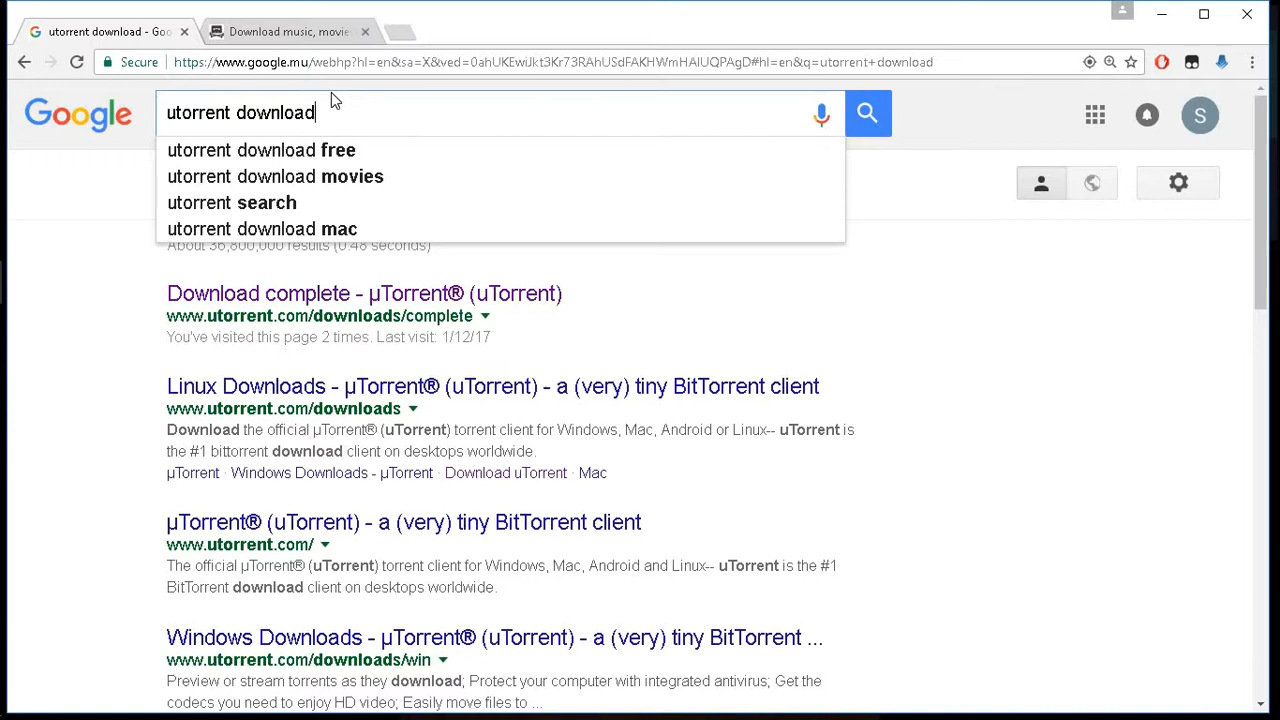 utorrent download - Goo
Download music, movie
Secure
https://www.google.mu/webhp?hl=en&sa=X&ved=0ahUKEwiJkt3Kr73RAhUSdFAKHWmHAIUQPAgD#hl=en&q=utorrent+download
Google
utorrent download
S
utorrent download free
utorrent download movies
utorrent search
utorrent download mac
About 36,800,000 results (0.48 seconds)
Download complete - µTorrent® (uTorrent)
www.utorrent.com/downloads/complete
You've visited this page 2 times. Last visit: 1/12/17
Linux Downloads - µTorrent® (uTorrent) - a (very) tiny BitTorrent client
www.utorrent.com/downloads
Download the official µTorrent® (uTorrent) torrent client for Windows, Mac, Android or Linux-- uTorrent is
the #1 bittorrent download client on desktops worldwide.
µTorrent · Windows Downloads - µTorrent · Download uTorrent · Mac
µTorrent® (uTorrent) - a (very) tiny BitTorrent client
www.utorrent.com/
The official µTorrent® (uTorrent) torrent client for Windows, Mac, Android and Linux-- uTorrent is the #1
BitTorrent download client on desktops worldwide.
Windows Downloads - µTorrent® (uTorrent) - a (very) tiny BitTorrent ...
www.utorrent.com/downloads/win
Preview or stream torrents as they download; Protect your computer with integrated antivirus; Get the
codecs you need to enjoy HD video; Easily move files to ...